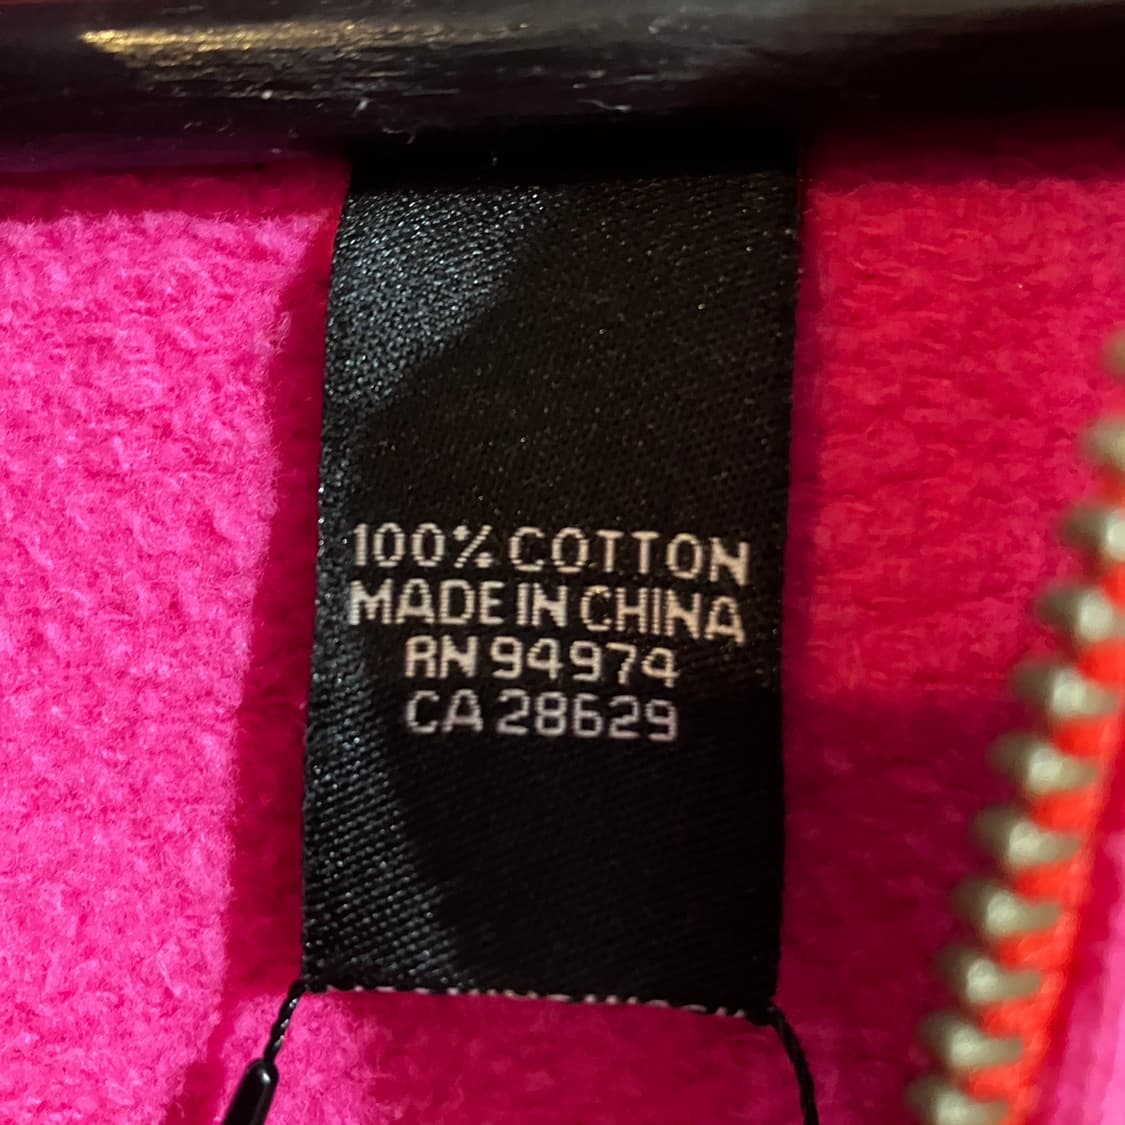 100% COTTON
MADE IN CHINA
RN 94974
CA 28629